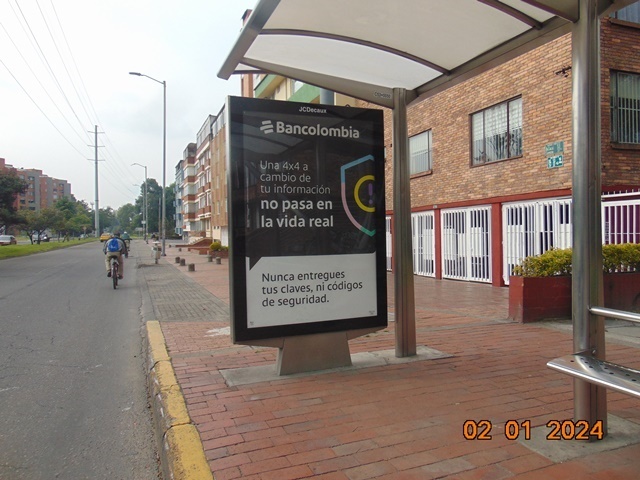 JCDecaux
Bancolombia
Una 4x4 a
cambio de
tu información
no pasa en
la vida real
Nunca entregues
tus claves, ni códigos
de seguridad.
02 01 2024